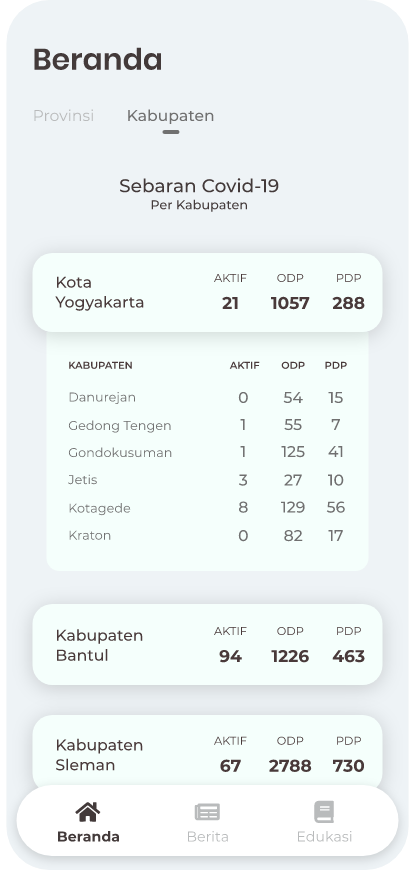 Beranda
Provinsi Kabupaten
Sebaran Covid-19
Per Kabupaten
Kota Yogyakarta
AKTIF ODP PDP
21 1057 288
KABUPATEN AKTIF ODP PDP
Danurejan 0 54 15
Gedong Tengen 1 55 7
Gondokusuman 1 125 41
Jetis 3 27 10
Kotagede 8 129 56
Kraton 0 82 17
Kabupaten Bantul
AKTIF ODP PDP
94 1226 463
Kabupaten Sleman
AKTIF ODP PDP
67 2788 730
Beranda Berita Edukasi